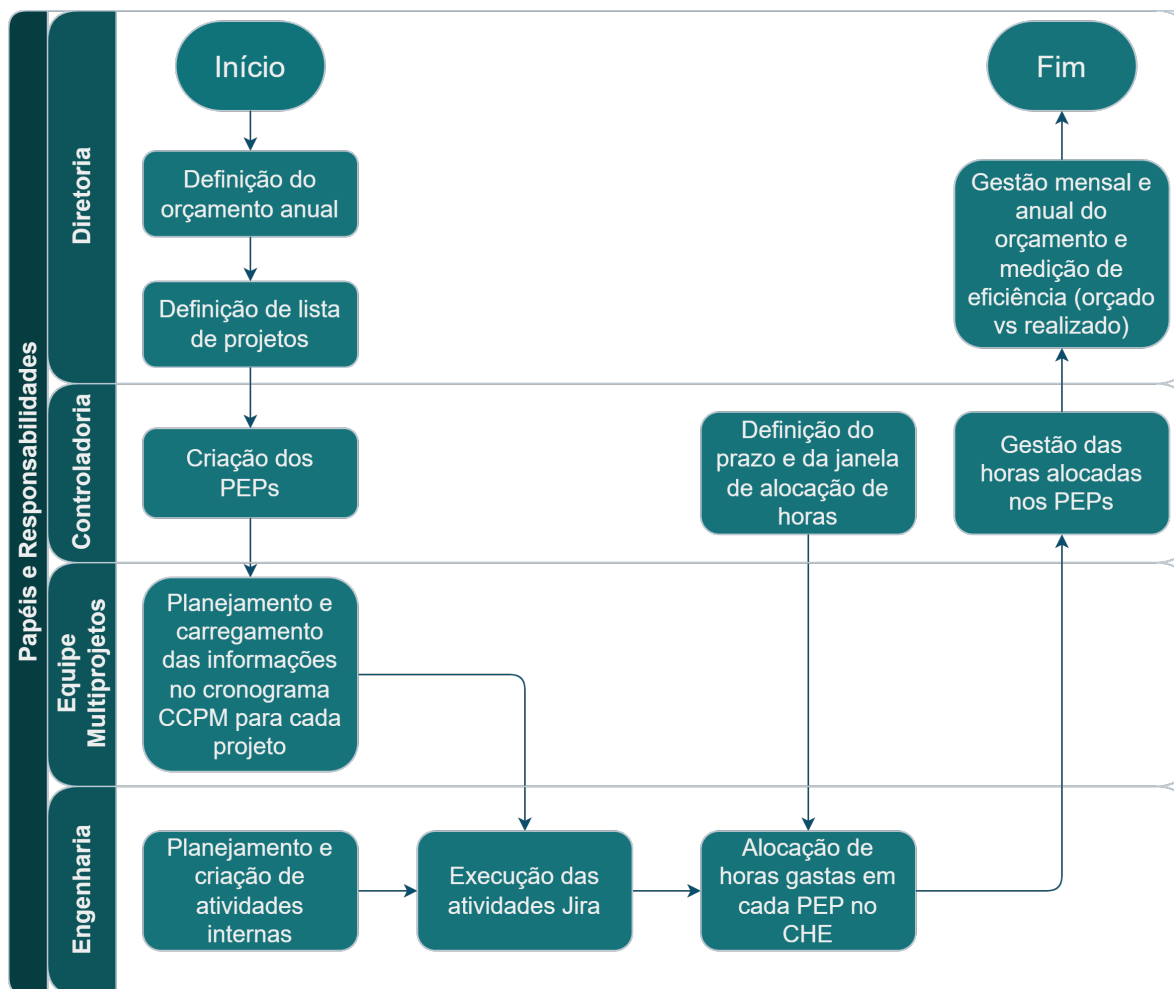 Papéis e Responsabilidades
Diretoria
Início
Fim
Definição do
orçamento anual
Gestão mensal e
anual do
orçamento e
medição de
eficiência (orçado
vs realizado)
Definição de lista
de projetos
Controladoria
Criação dos
PEPs
Definição do
prazo e da janela
de alocação de
horas
Gestão das
horas alocadas
nos PEPs
Equipe
Multiprojetos
Planejamento e
carregamento
das informações
no cronograma
CCPM para cada
projeto
Engenharia
Planejamento e
criação de
atividades
internas
Execução das
atividades Jira
Alocação de
horas gastas em
cada PEP no
CHE